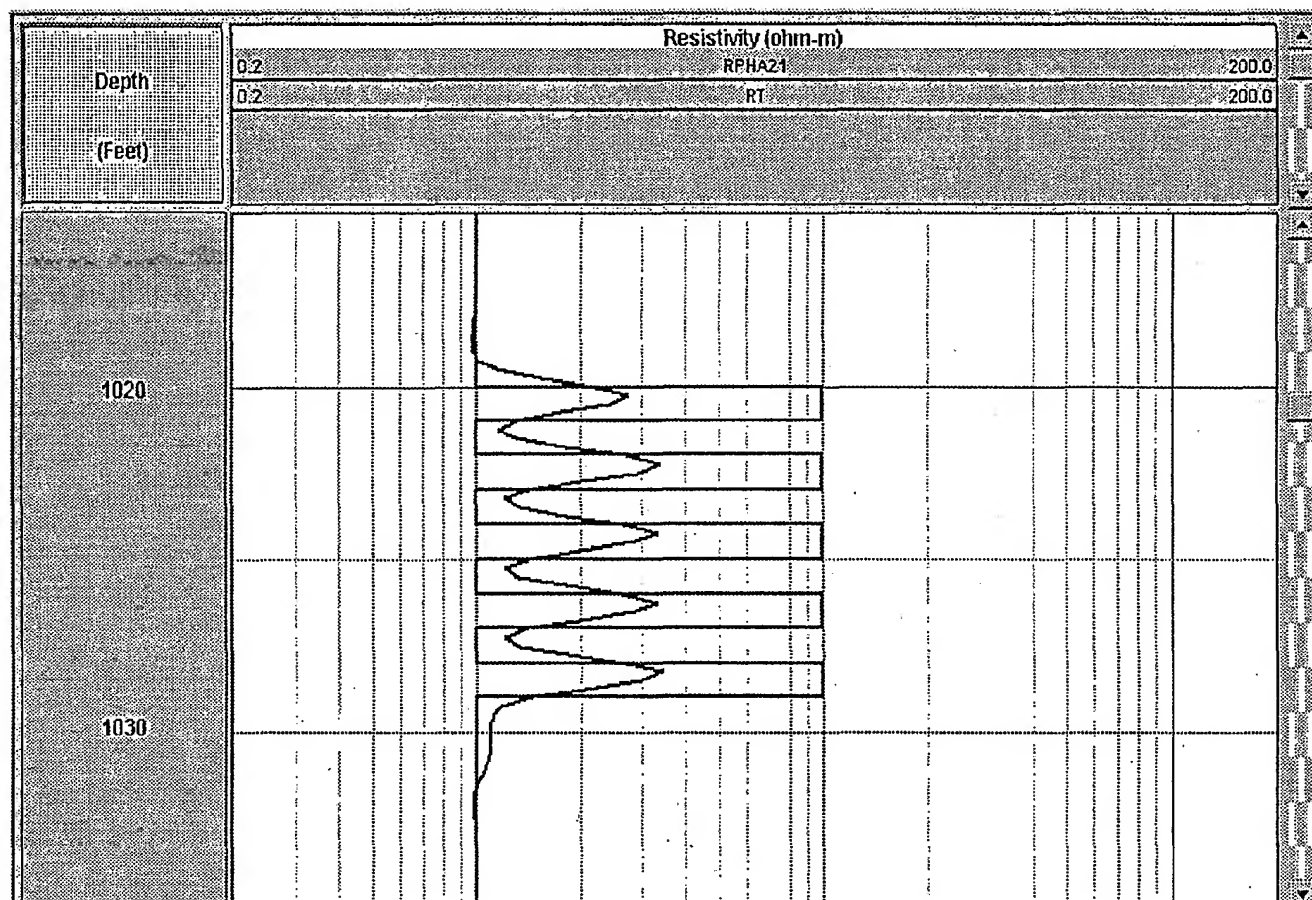 Resistivity (ohm-m)
Depth
(Feet)
0.2 RPHA21 200.0
0.2 RT 200.0
1020
1030